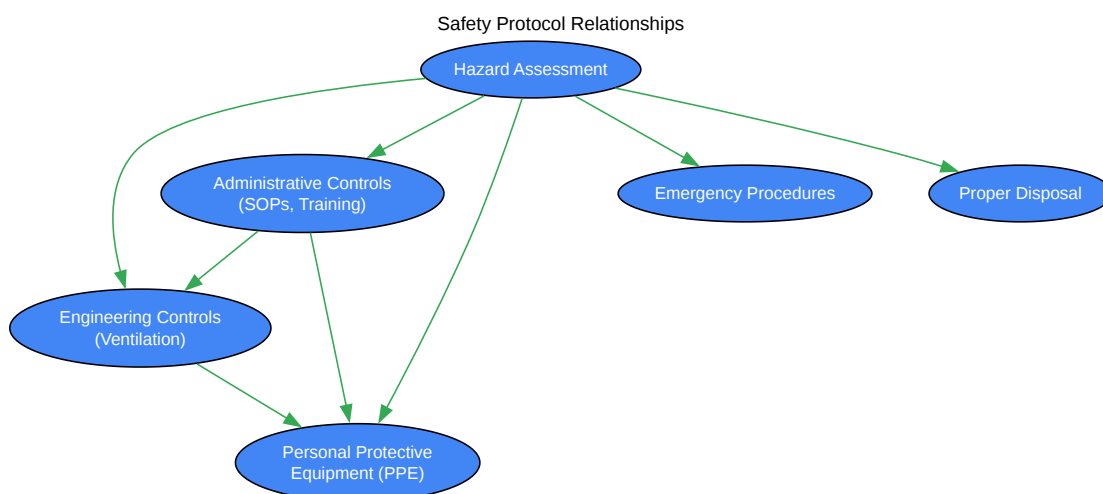 Safety Protocol Relationships
Hazard Assessment
Administrative Controls
(SOPs, Training)
Emergency Procedures
Proper Disposal
Engineering Controls
(Ventilation)
Personal Protective
Equipment (PPE)